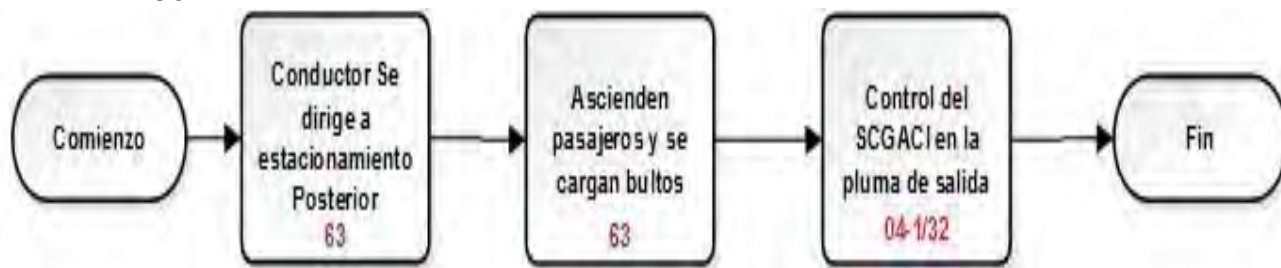 Comienzo
Conductor Se
dirige a
estacionamiento
Posterior
63
Ascienden
pasajeros y se
cargan bultos
63
Control del
SCGACI en la
pluma de salida
04-1/32
Fin